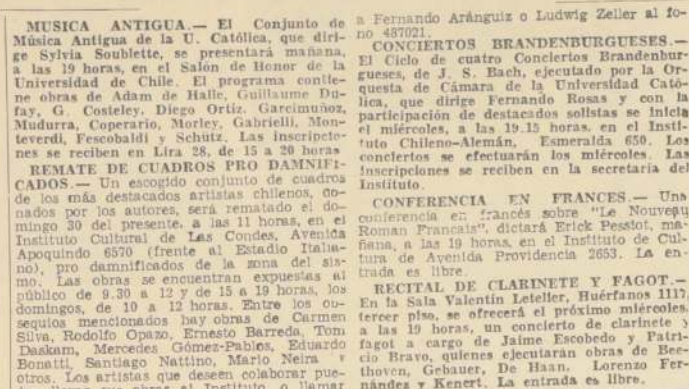 MUSICA ANTIGUA.— El Conjunto de
Música Antigua de la U. Católica, que diri-
ge Sylvia Soublette, se presentará mañana,
a las 19 horas, en el Salón de Honor de la
Universidad de Chile. El programa contie-
ne obras de Adam de Halle, Guillaume Du-
fay, G. Costeley, Diego Ortiz. Garcimuñoz,
Mudurra, Coperario, Morley, Gabrielli, Mon-
teverdi, Fescobaldi y Schütz. Las inscripcio-
nes se reciben en Lira 28, de 15 a 20 horas
REMATE DE CUADROS PRO DAMNIFI-
CADOS.— Un escogido conjunto de cuadros
de los más destacados artistas chilenos, do-
nados por los autores, será rematado el do-
mingo 30 del presente, a las 11 horas, en el
Instituto Cultural de Las Condes, Avenida
Apoquindo 6570 (frente al Estadio Italia-
no), pro damnificados de la zona del sis-
mo. Las obras se encuentran expuestas al
público de 9.30 a 12 y de 15 a 19 horas, los
domingos, de 10 a 12 horas. Entre los ob-
sequios mencionados hay obras de Carmen
Silva, Rodolfo Opazo, Ernesto Barreda, Tom
Daskam, Mercedes Gómez-Pablos, Eduardo
Bonatti, Santiago Nattino, Mario Neira y
otros. Los artistas que deseen colaborar pue-
obras al Instituto o llamar
a Fernando Aránguiz o Ludwig Zeller al fo-
no 487021.
CONCIERTOS BRANDENBURGUESES.—
El Ciclo de cuatro Conciertos Brandenbur-
gueses, de J. S. Bach, ejecutado por la Or-
questa de Cámara de la Universidad Cató-
lica, que dirige Fernando Rosas y con la
participación de destacados solistas se inicia
el miércoles, a las 19.15 horas, en el Insti-
tuto Chileno-Alemán, Esmeralda 650. Los
conciertos se efectuarán los miércoles. Las
inscripciones se reciben en la secretaría del
Instituto.
CONFERENCIA EN FRANCES.— Una
conferencia en francés sobre "Le Nouveau
Roman Francais", dictará Erick Pesstot, ma-
ñana, a las 19 horas, en el Instituto de Cul-
tura de Avenida Providencia 2653. La en-
trada es libre.
RECITAL DE CLARINETE Y FAGOT.—
En la Sala Valentín Letelier, Huérfanos 1117
tercer piso, se ofrecerá el próximo miércoles,
a las 19 horas, un concierto de clarinete y
fagot a cargo de Jaime Escobedo y Patri-
cio Bravo, quienes ejecutarán obras de Bee-
thoven, Gebauer, De Haan, Lorenzo Fer-
nández y Kenert. La entrada es libre.